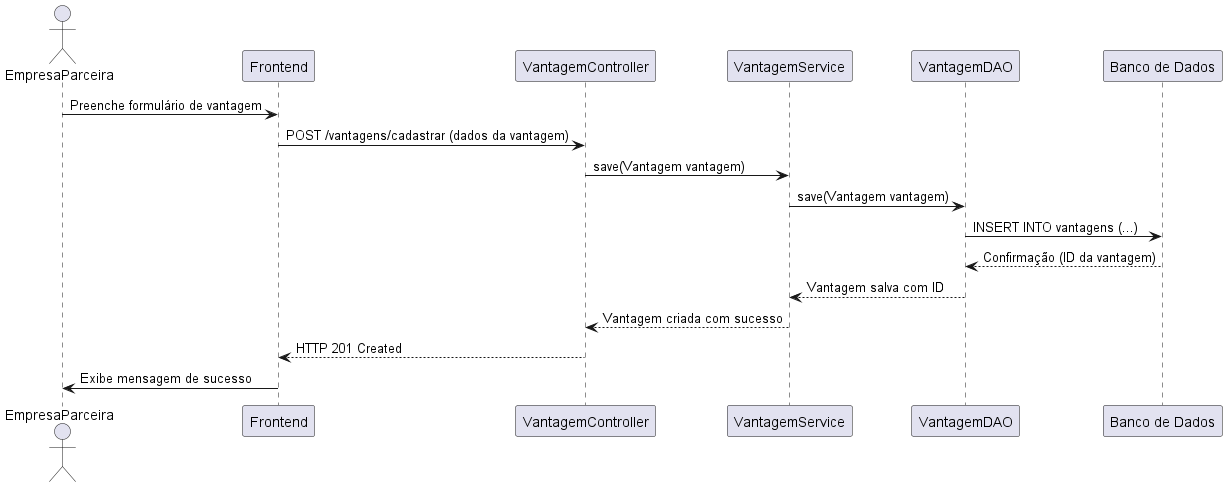 EmpresaParceira
Frontend
VantagemController
VantagemService
VantagemDAO
Banco de Dados
Preenche formulário de vantagem
POST /vantagens/cadastrar (dados da vantagem)
save(Vantagem vantagem)
save(Vantagem vantagem)
INSERT INTO vantagens (...)
Confirmação (ID da vantagem)
Vantagem salva com ID
Vantagem criada com sucesso
HTTP 201 Created
Exibe mensagem de sucesso
EmpresaParceira
Frontend
VantagemController
VantagemService
VantagemDAO
Banco de Dados